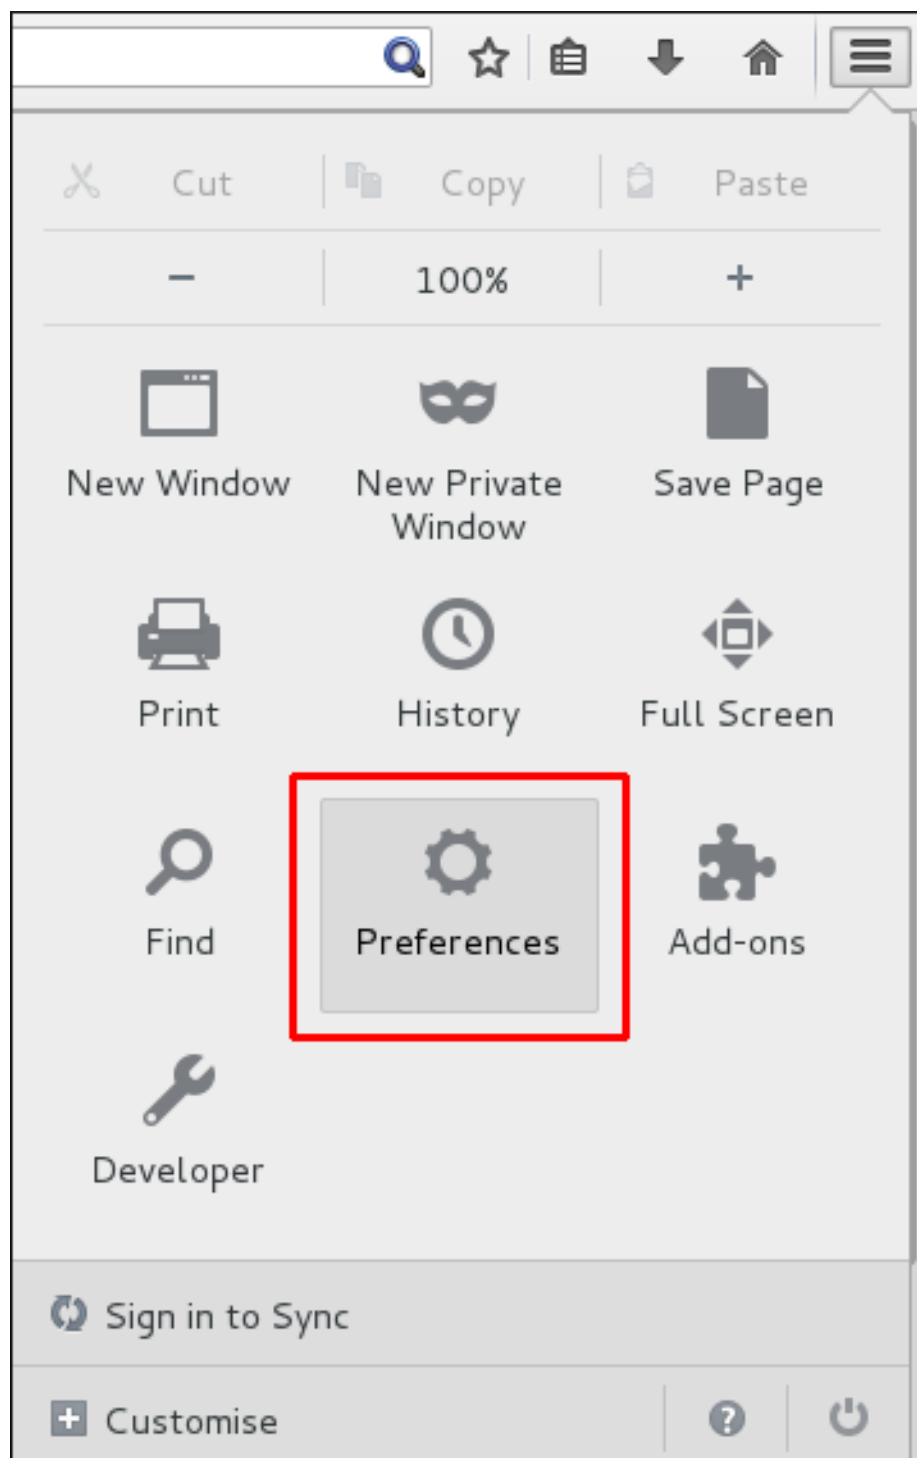 Cut Copy Paste
− 100% +
New Window New Private Window Save Page
Print History Full Screen
Find Preferences Add-ons
Developer
Sign in to Sync
Customise